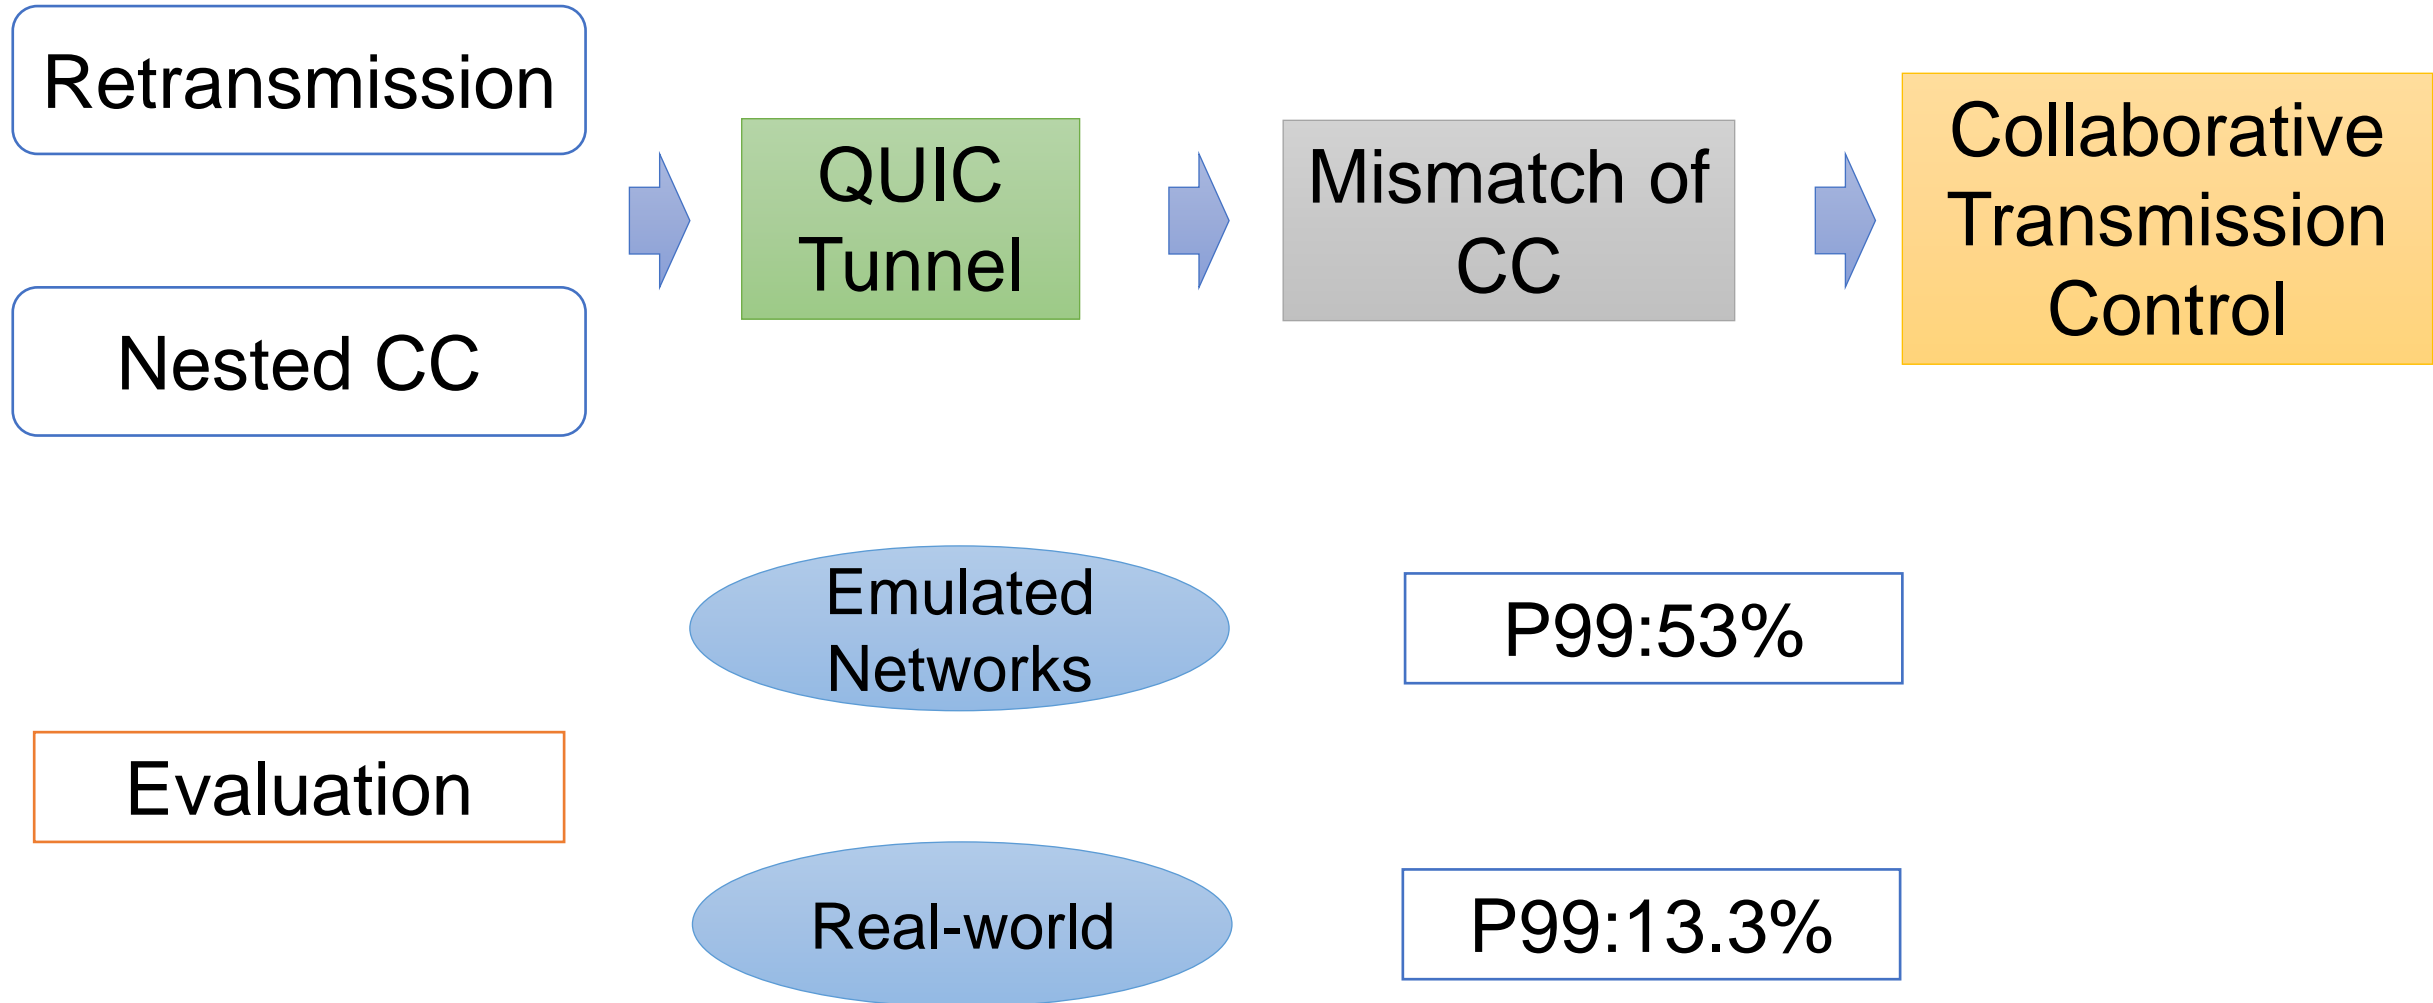 Retransmission
Nested CC
QUIC
Tunnel
Mismatch of
CC
Collaborative
Transmission
Control
Evaluation
Emulated
Networks
P99:53%
Real-world
P99:13.3%